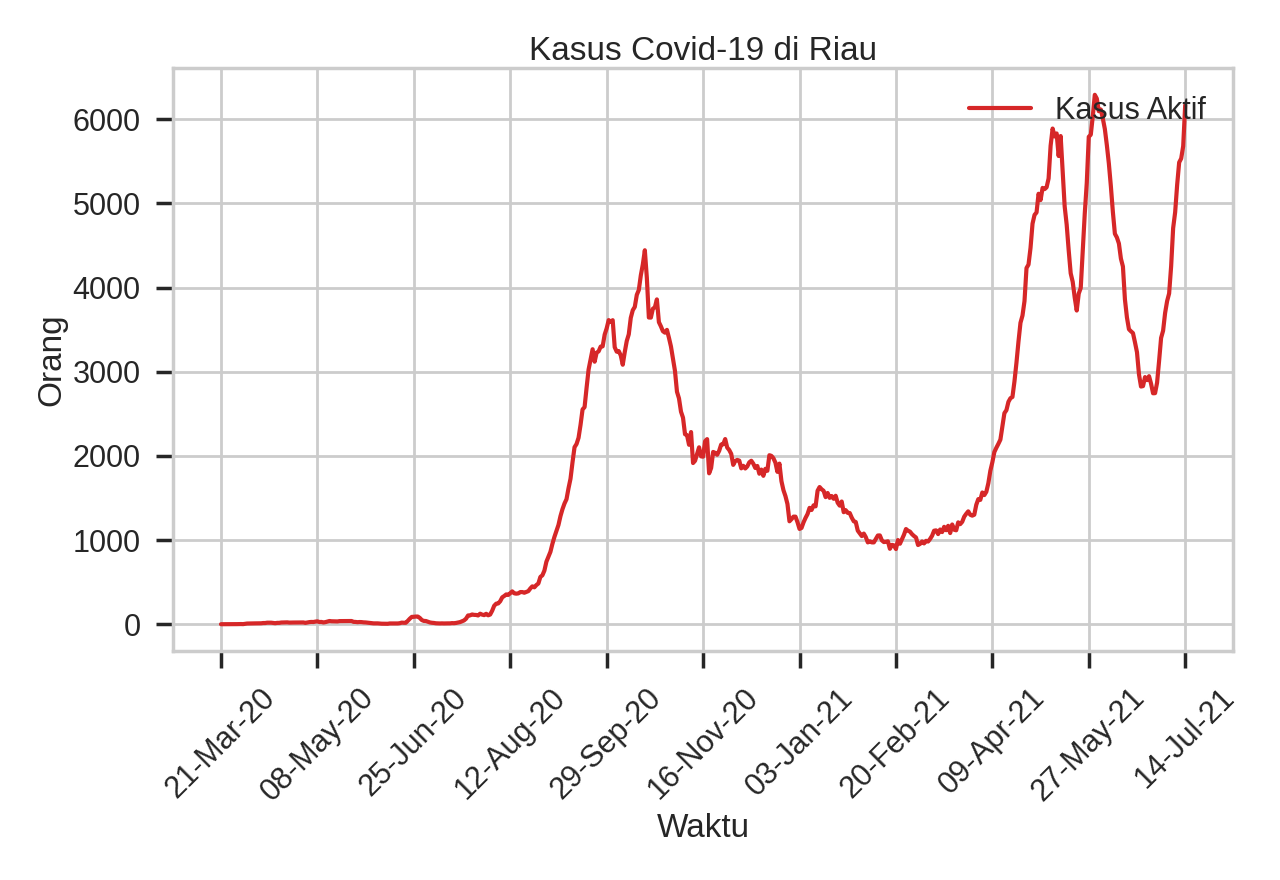 Kasus Covid-19 di Riau
Kasus Aktif
6000
5000
4000
3000
2000
1000
0
Orang
21-Mar-20
08-May-20
25-Jun-20
12-Aug-20
29-Sep-20
16-Nov-20
03-Jan-21
20-Feb-21
09-Apr-21
27-May-21
14-Jul-21
Waktu